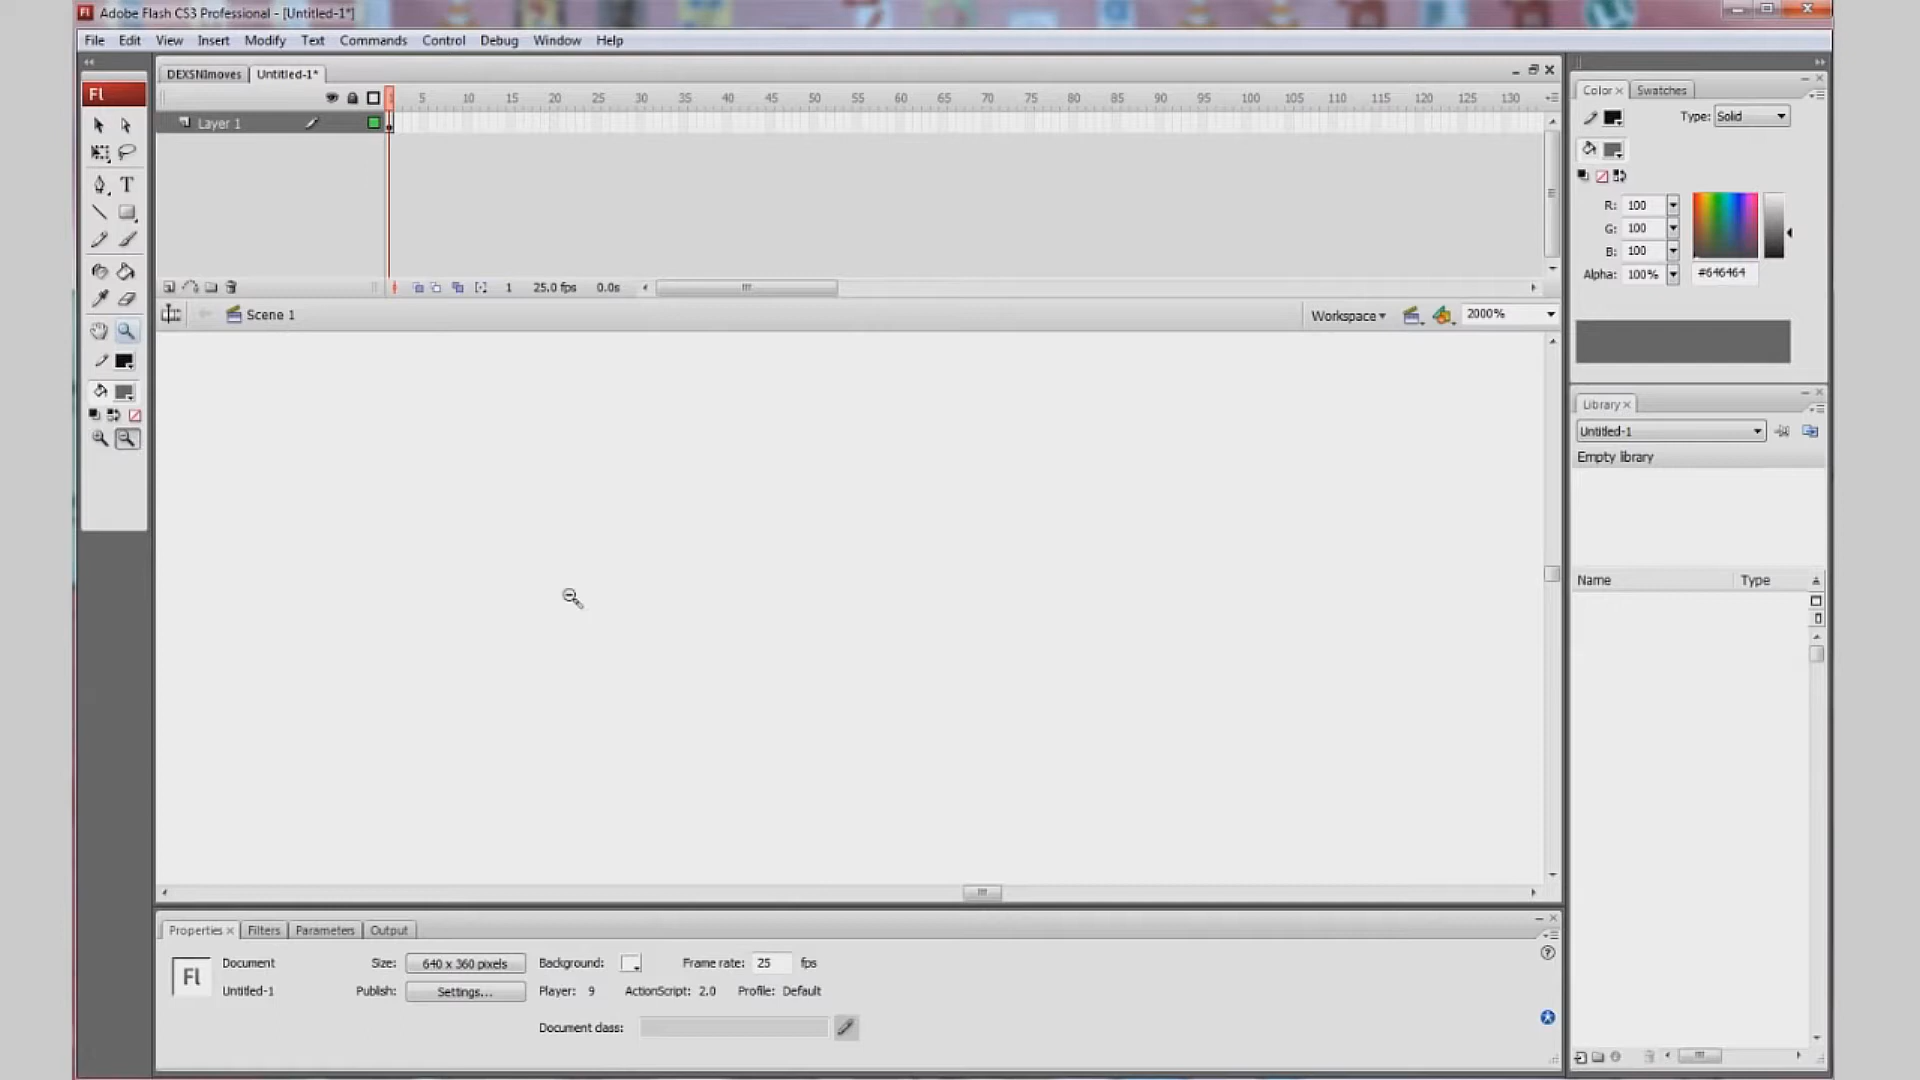 Fl Adobe Flash CS3 Professional - [Untitled-1*]
File Edit View Insert Modify Text Commands Control Debug Window Help
DEXSNImoves Untitled-1*
Fl
5 10 15 20 25 30 35 40 45 50 55 60 65 70 75 80 85 90 95 100 105 110 115 120 125 130
Layer 1
1 25.0 fps 0.0s
Scene 1
Workspace 2000%
Color Swatches
Type: Solid
R: 100
G: 100
B: 100
Alpha: 100% #646464
Library
Untitled-1
Empty library
Name Type
Properties Filters Parameters Output
Fl
Document Size: 640 x 360 pixels Background: Frame rate: 25 fps
Untitled-1 Publish: Settings... Player: 9 ActionScript: 2.0 Profile: Default
Document class: